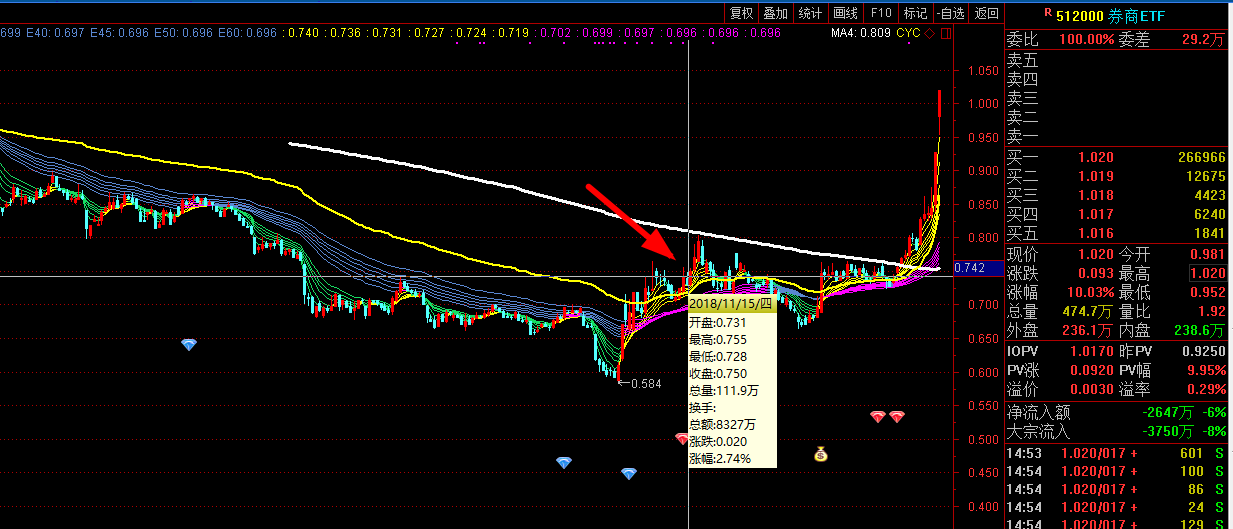 复权 叠加 统计 画线 F10 标记 -自选 返回
R 512000 券商ETF
699 E40: 0.697 E45: 0.696 E50: 0.696 E60: 0.696 : 0.740 : 0.736 : 0.731 : 0.727 : 0.724 : 0.719 : 0.702 : 0.699 : 0.697 : 0.696 : 0.696 : 0.696 MA4: 0.809 CYC
委比 100.00% 委差 29.2万
卖五
卖四
卖三
卖二
卖一
买一 1.020 266966
买二 1.019 12675
买三 1.018 4423
买四 1.017 6240
买五 1.016 1841
现价 1.020 今开 0.981
涨跌 0.093 最高 1.020
涨幅 10.03% 最低 0.952
总量 474.7万 量比 1.92
外盘 236.1万 内盘 238.6万
IOPV 1.0170 昨PV 0.9250
PV涨 0.0920 PV幅 9.95%
溢价 0.0030 溢率 0.29%
净流入额 -2647万 -6%
大宗流入 -3750万 -8%
14:53 1.020/017 + 601 S
14:54 1.020/017 + 100 S
14:54 1.020/017 + 86 S
14:54 1.020/017 + 24 S
14:54 1.020/017 + 129 S
1.050
1.000
0.950
0.900
0.850
0.800
0.742
0.700
0.650
0.600
0.550
0.500
0.450
0.400
0.584
2018/11/15/四
开盘:0.731
最高:0.755
最低:0.728
收盘:0.750
总量:111.9万
换手:
总额:8327万
涨跌:0.020
涨幅:2.74%
$